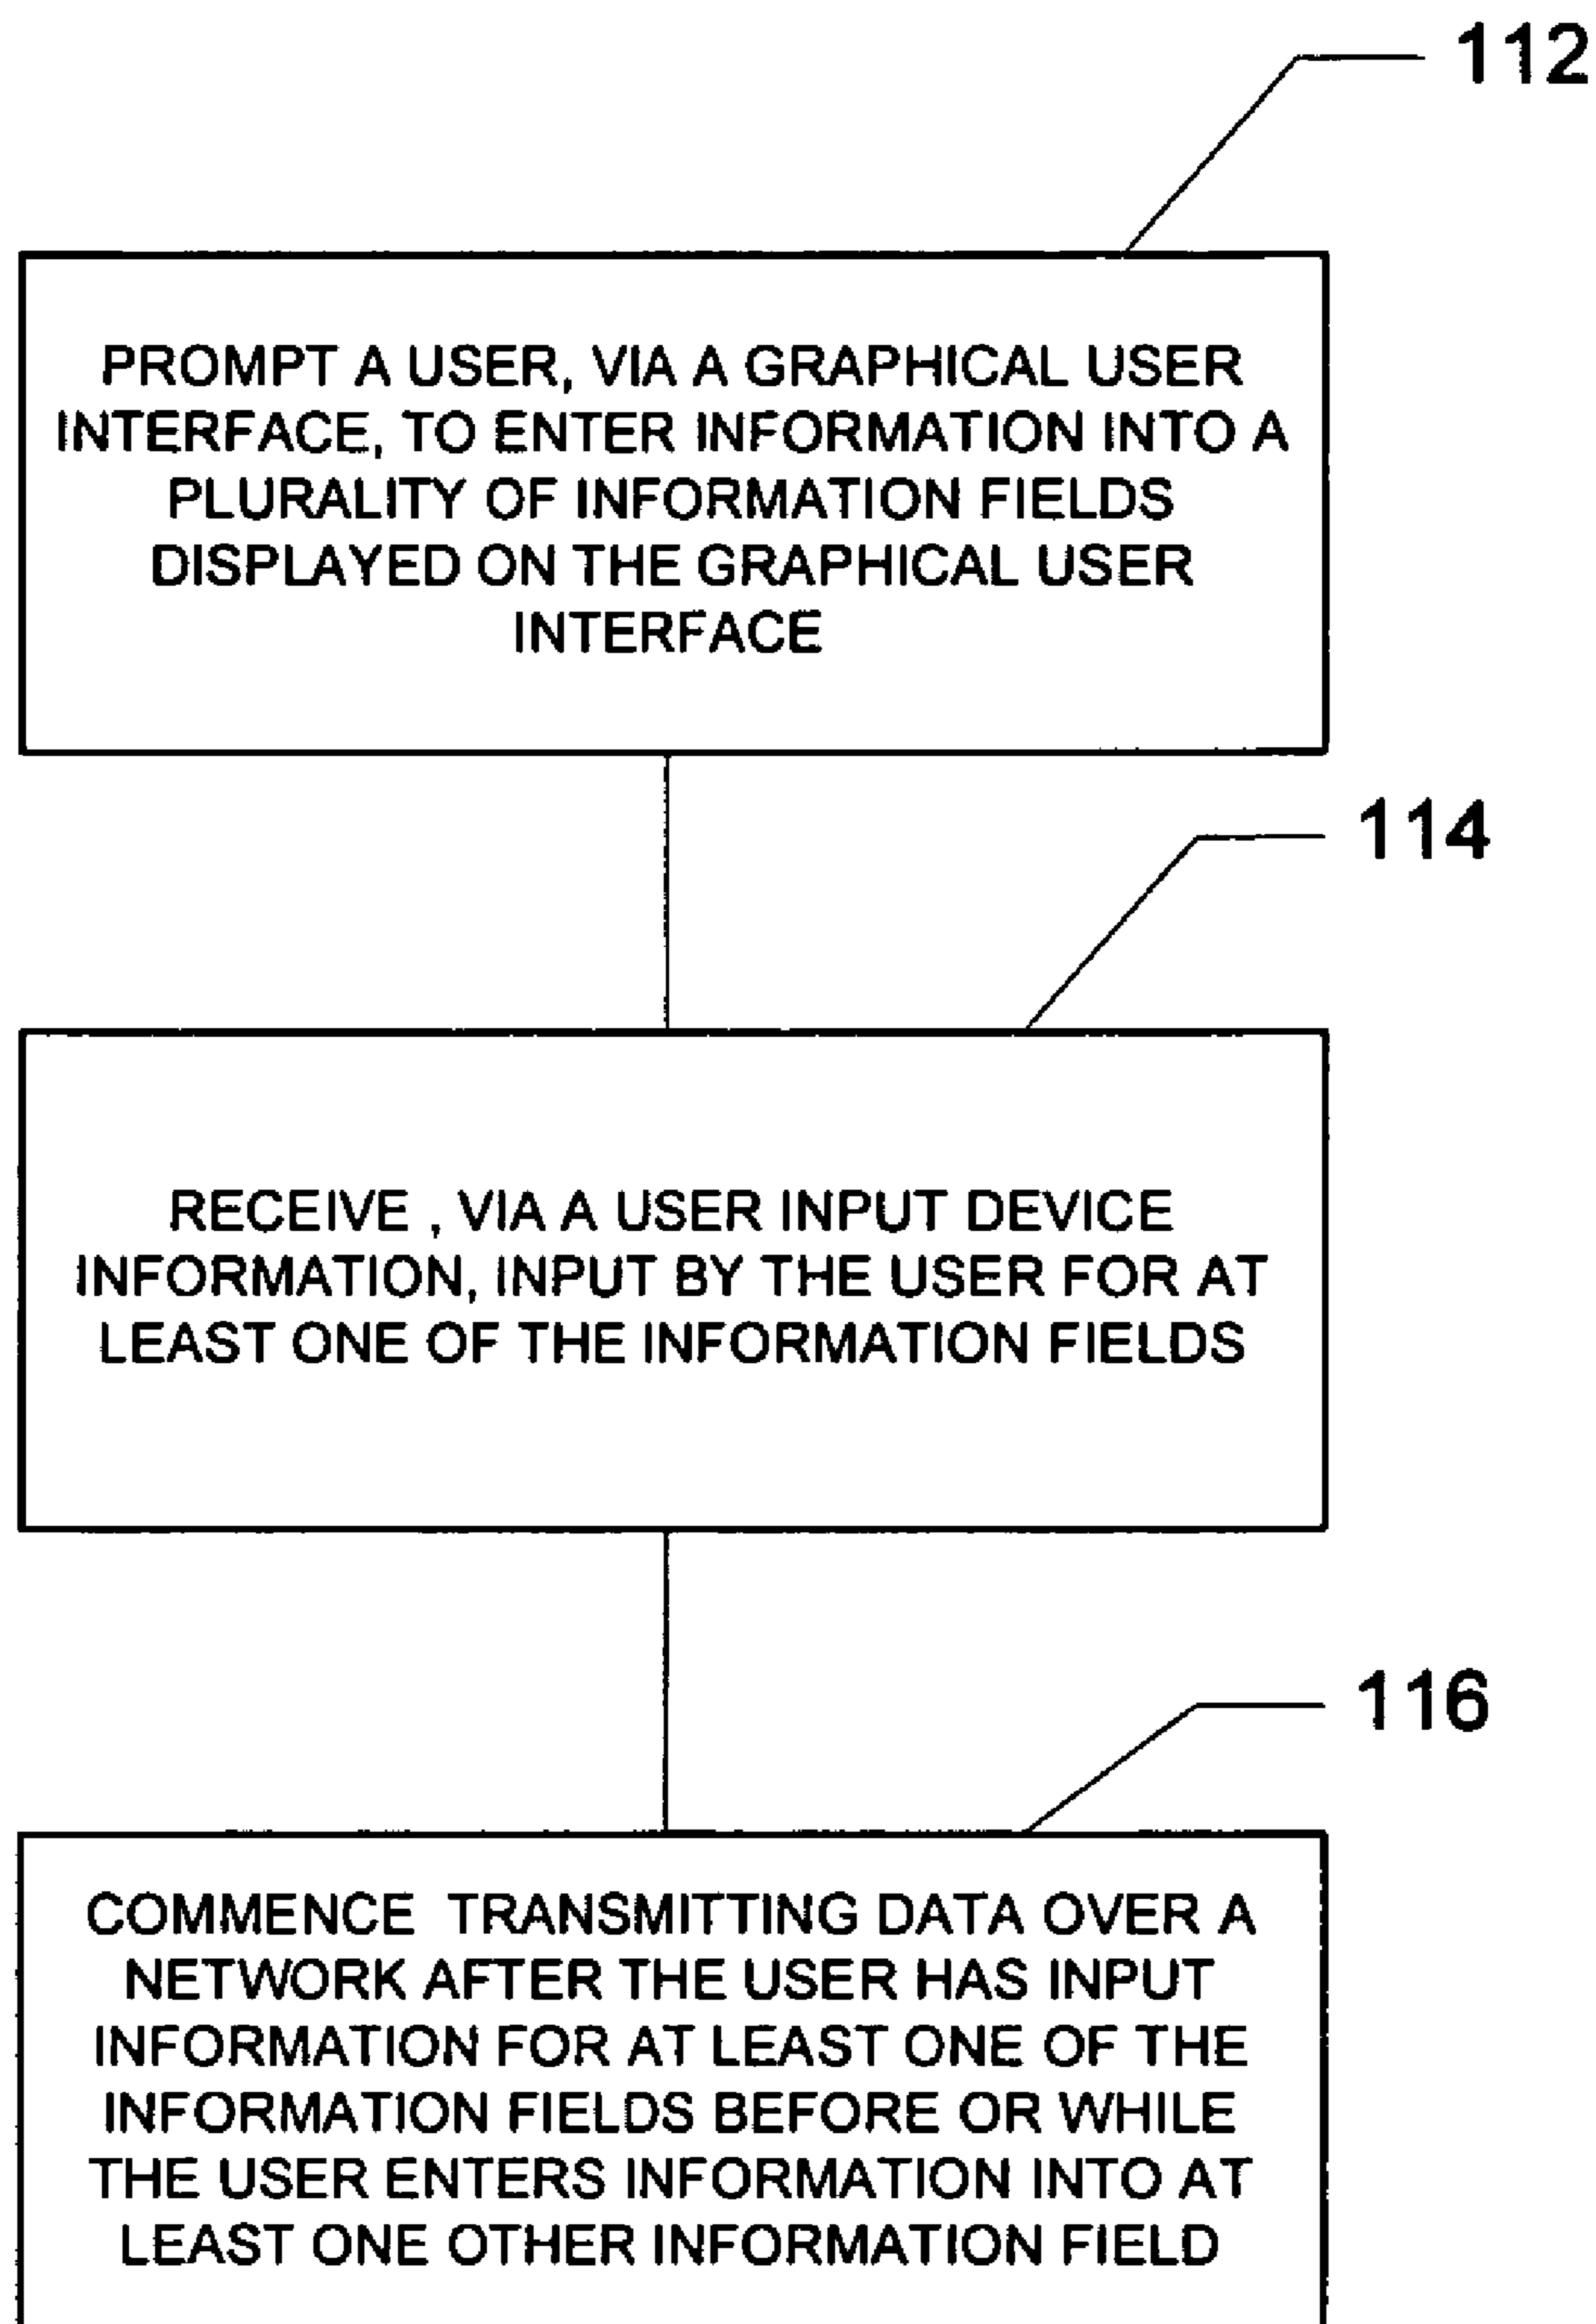 112
PROMPT A USER, VIA A GRAPHICAL USER
INTERFACE, TO ENTER INFORMATION INTO A
PLURALITY OF INFORMATION FIELDS
DISPLAYED ON THE GRAPHICAL USER
INTERFACE
114
RECEIVE , VIA A USER INPUT DEVICE
INFORMATION, INPUT BY THE USER FOR AT
LEAST ONE OF THE INFORMATION FIELDS
116
COMMENCE TRANSMITTING DATA OVER A
NETWORK AFTER THE USER HAS INPUT
INFORMATION FOR AT LEAST ONE OF THE
INFORMATION FIELDS BEFORE OR WHILE
THE USER ENTERS INFORMATION INTO AT
LEAST ONE OTHER INFORMATION FIELD